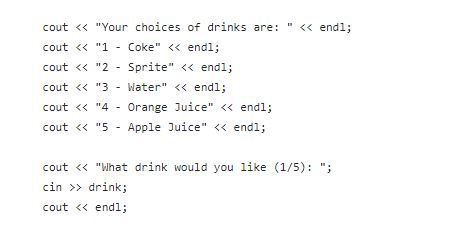 cout << "Your choices of drinks are: " << endl;
cout << "1 - Coke" << endl;
cout << "2 - Sprite" << endl;
cout << "3 - Water" << endl;
cout << "4 - Orange Juice" << endl;
cout << "5 - Apple Juice" << endl;
cout << "What drink would you like (1/5): ";
cin >> drink;
cout << endl;